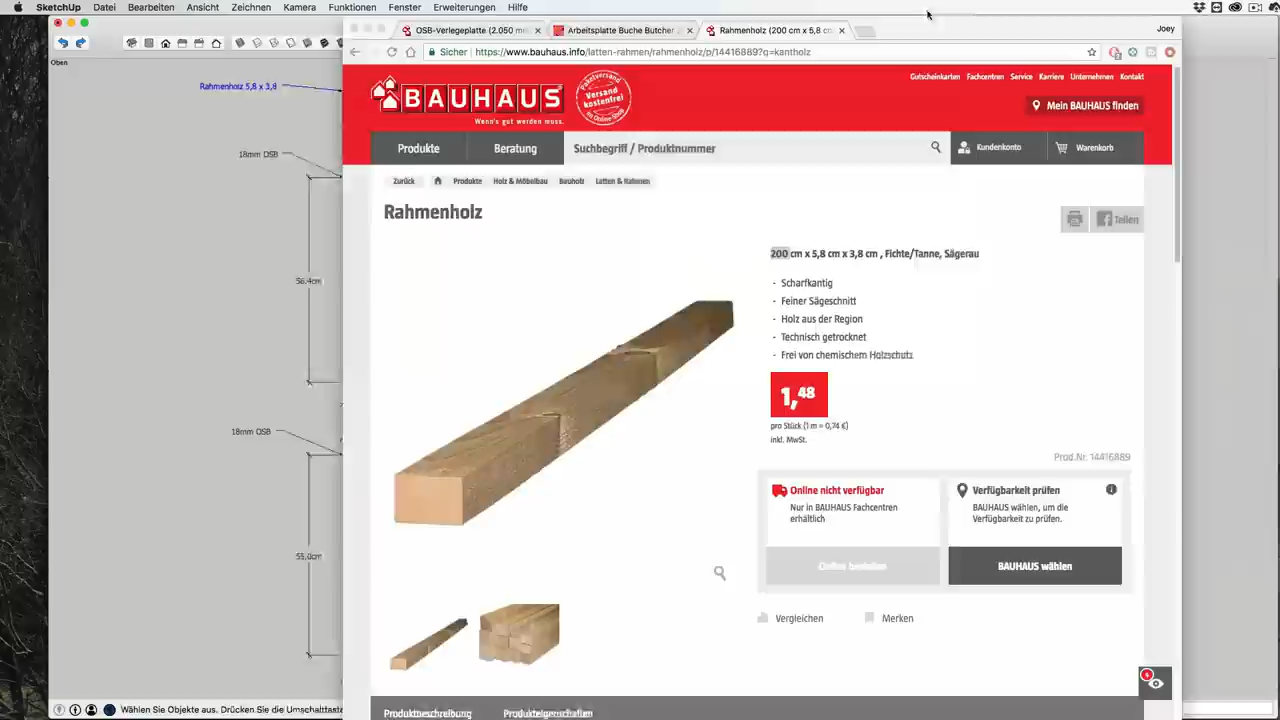 SketchUp Datei Bearbeiten Ansicht Zeichnen Kamera Funktionen Fenster Erweiterungen Hilfe
OSB-Verlegeplatte (2.050 mm
Arbeitsplatte Buche Butcher
Rahmenholz (200 cm x 5,8 cm
Joey
Sicher https://www.bauhaus.info/latten-rahmen/rahmenholz/p/14416889?q=kantholz
Oben
Rahmenholz 5,8 x 3,8
18mm OSB
56.4cm
18mm OSB
55.0cm
Wählen Sie Objekte aus. Drücken Sie die Umschalttaste
BAUHAUS
Wenn's gut werden muss.
Paketversand
Versand
kostenfrei
im Online-Shop
Gutscheinkarten Fachcentren Service Karriere Unternehmen Kontakt
Mein BAUHAUS finden
Produkte Beratung Suchbegriff / Produktnummer Kundenkonto Warenkorb
Zurück Produkte Holz & Möbelbau Bauholz Latten & Rahmen
Rahmenholz
Teilen
200 cm x 5,8 cm x 3,8 cm , Fichte/Tanne, Sägerau
- Scharfkantig
- Feiner Sägeschnitt
- Holz aus der Region
- Technisch getrocknet
- Frei von chemischem Holzschutz
1,48
pro Stück (1 m = 0,74 €)
inkl. MwSt.
Prod.Nr. 14416889
Online nicht verfügbar
Nur in BAUHAUS Fachcentren
erhältlich
Online bestellen
Verfügbarkeit prüfen
BAUHAUS wählen, um die
Verfügbarkeit zu prüfen.
BAUHAUS wählen
Vergleichen Merken
Produktbeschreibung Produkteigenschaften